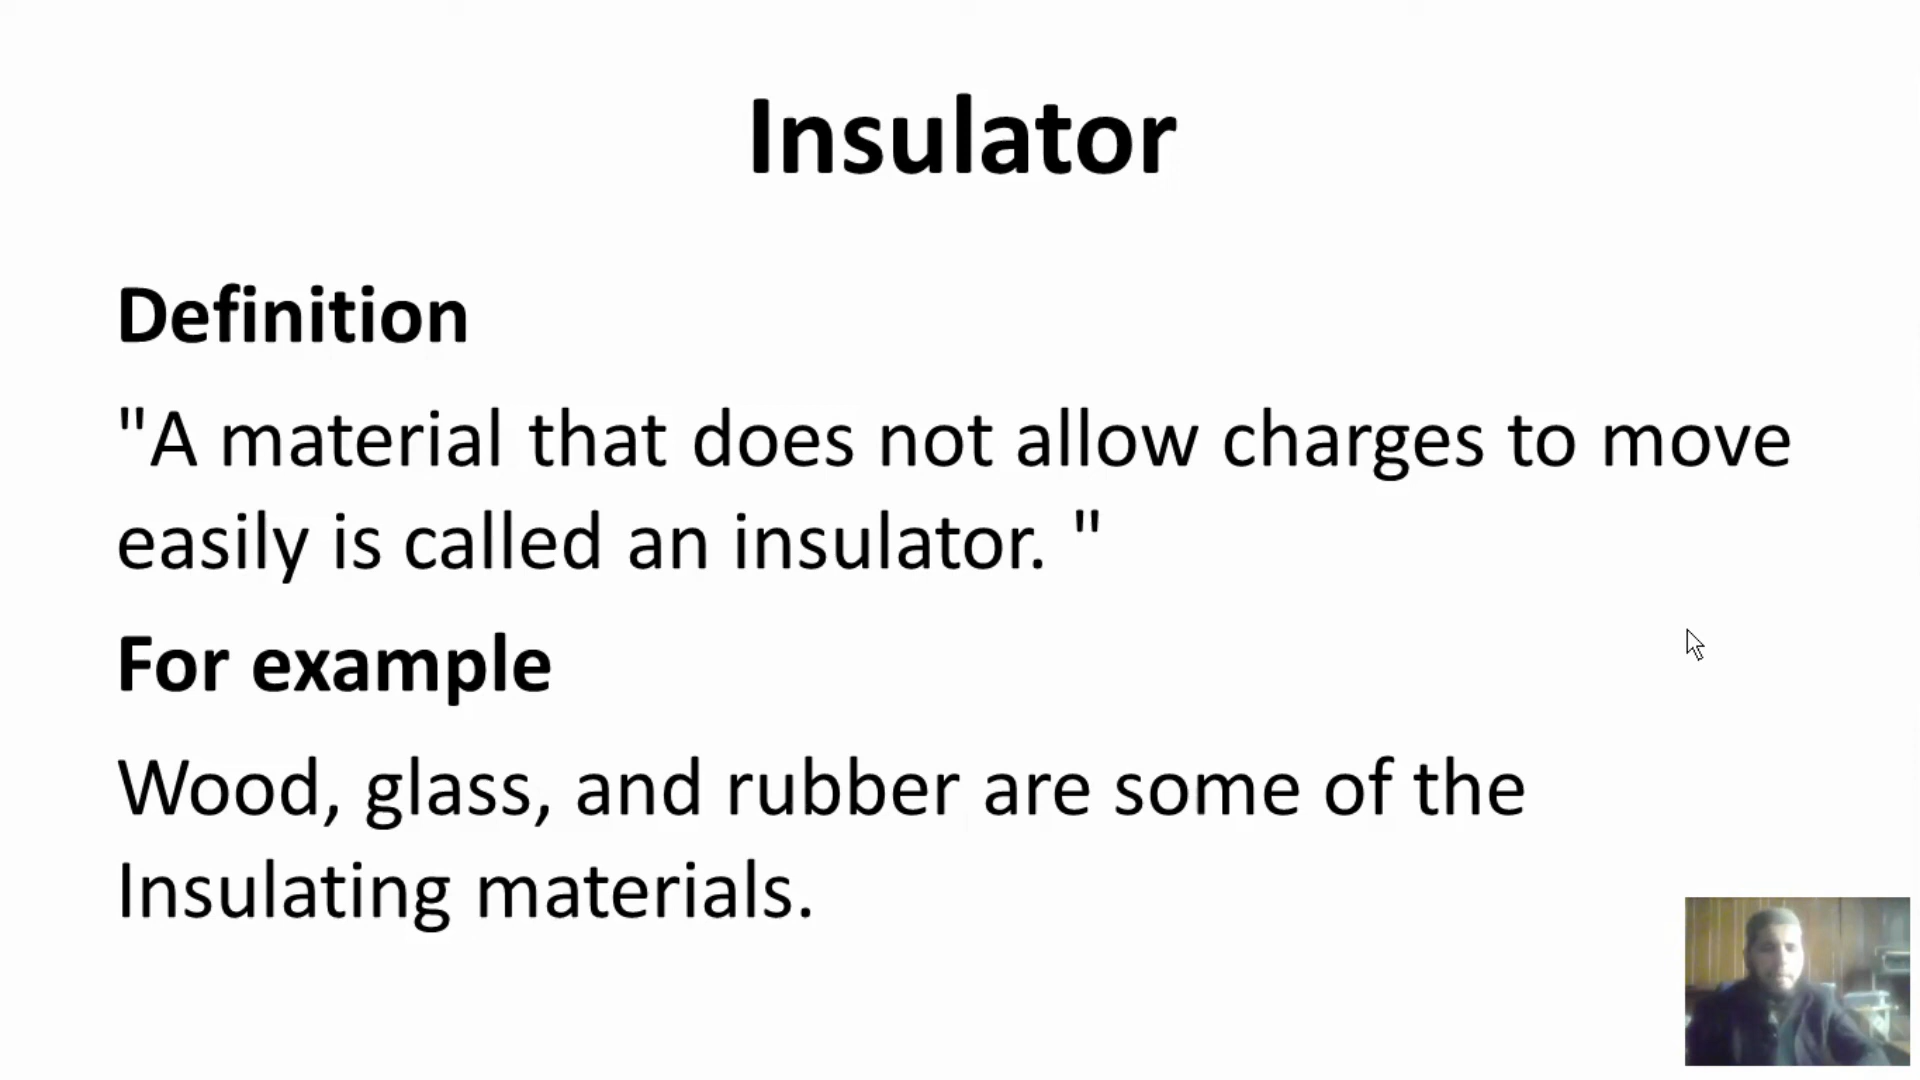 Insulator
Definition
"A material that does not allow charges to move
easily is called an insulator. "
For example
Wood, glass, and rubber are some of the
Insulating materials.